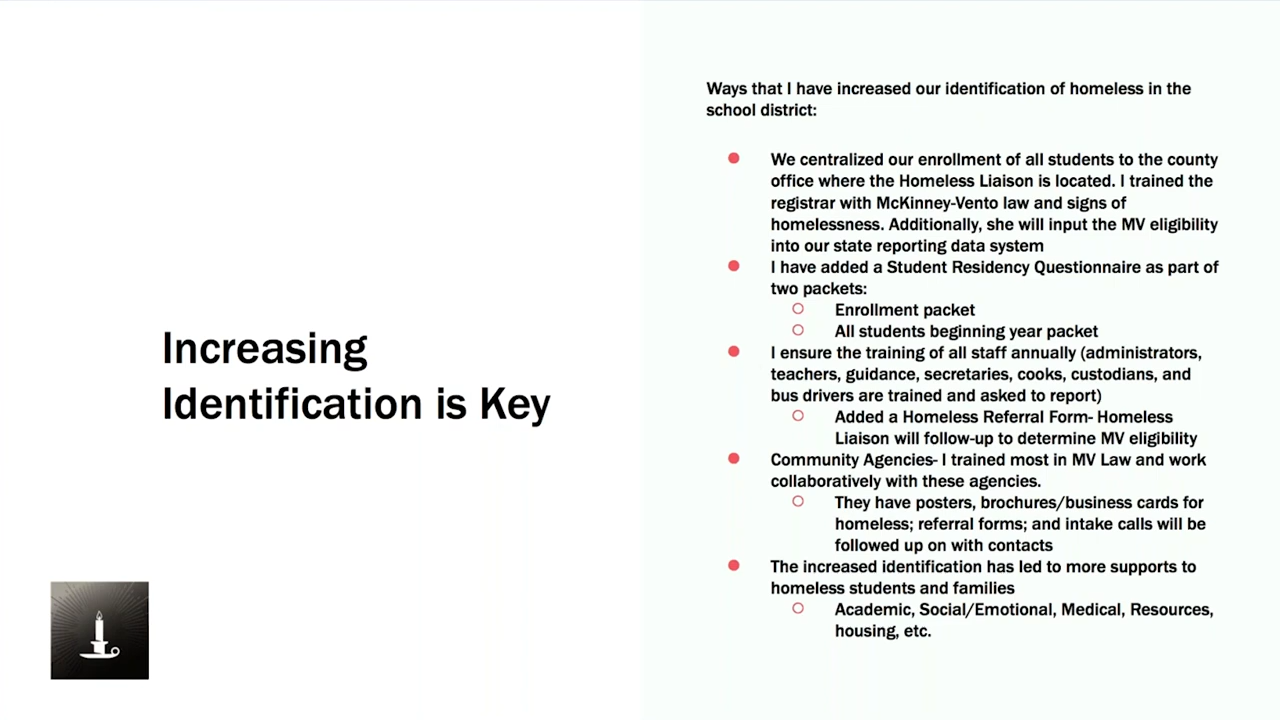 Increasing
Identification is Key
Ways that I have increased our identification of homeless in the
school district:
We centralized our enrollment of all students to the county
office where the Homeless Liaison is located. I trained the
registrar with McKinney-Vento law and signs of
homelessness. Additionally, she will input the MV eligibility
into our state reporting data system
I have added a Student Residency Questionnaire as part of
two packets:
Enrollment packet
All students beginning year packet
I ensure the training of all staff annually (administrators,
teachers, guidance, secretaries, cooks, custodians, and
bus drivers are trained and asked to report)
Added a Homeless Referral Form- Homeless
Liaison will follow-up to determine MV eligibility
Community Agencies- I trained most in MV Law and work
collaboratively with these agencies.
They have posters, brochures/business cards for
homeless; referral forms; and intake calls will be
followed up on with contacts
The increased identification has led to more supports to
homeless students and families
Academic, Social/Emotional, Medical, Resources,
housing, etc.